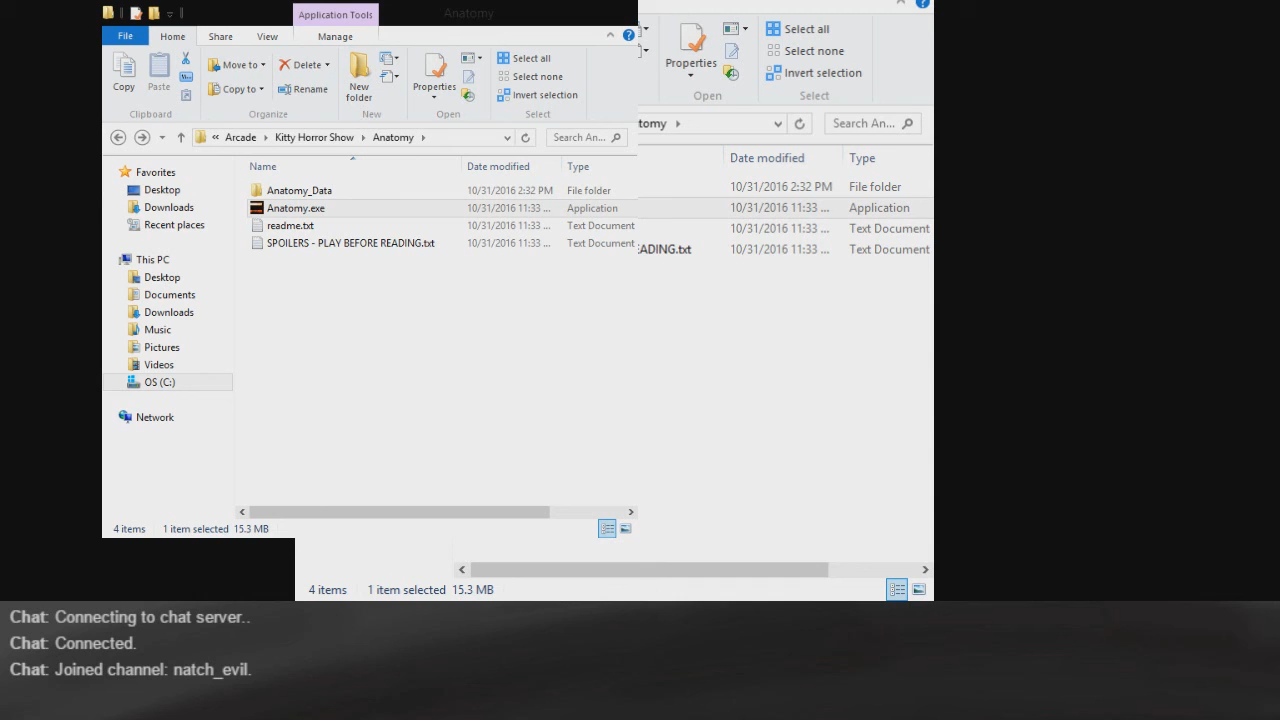 Application Tools
Anatomy
File Home Share View Manage
Copy
Paste
Clipboard
Move to
Copy to
Delete
Rename
Organize
New folder
New
Properties
Open
Select all
Select none
Invert selection
Select
Properties
Open
Select all
Select none
Invert selection
Select
« Arcade Kitty Horror Show Anatomy
Search An...
tomy
Search An...
Name Date modified Type
Anatomy_Data 10/31/2016 2:32 PM File folder
Anatomy.exe 10/31/2016 11:33 ... Application
readme.txt 10/31/2016 11:33 ... Text Document
SPOILERS - PLAY BEFORE READING.txt 10/31/2016 11:33 ... Text Document
Favorites
Desktop
Downloads
Recent places
This PC
Desktop
Documents
Downloads
Music
Pictures
Videos
OS (C:)
Network
4 items 1 item selected 15.3 MB
Date modified Type
10/31/2016 2:32 PM File folder
10/31/2016 11:33 ... Application
10/31/2016 11:33 ... Text Document
EADING.txt 10/31/2016 11:33 ... Text Document
4 items 1 item selected 15.3 MB
Chat: Connecting to chat server..
Chat: Connected.
Chat: Joined channel: natch_evil.